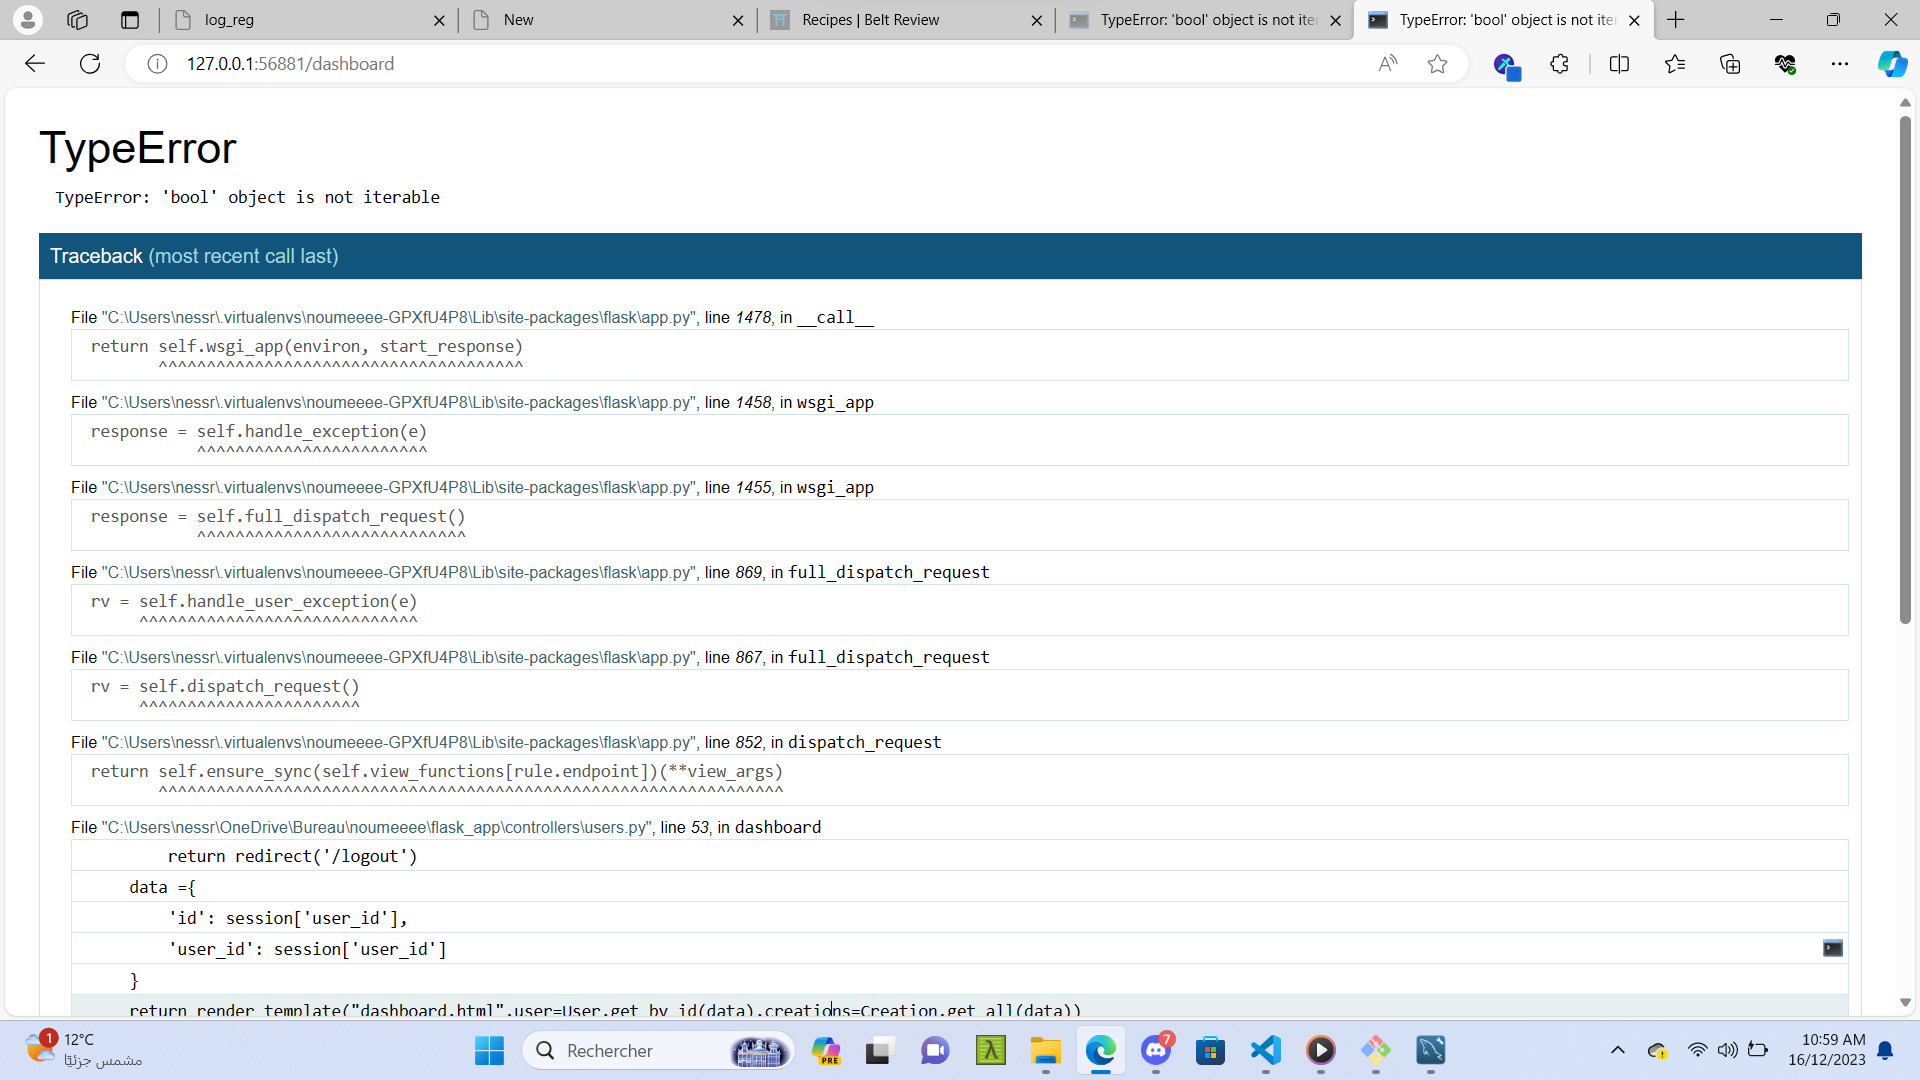 log_reg
New
Recipes | Belt Review
TypeError: 'bool' object is not iter
TypeError: 'bool' object is not iter
127.0.0.1:56881/dashboard
TypeError
TypeError: 'bool' object is not iterable
Traceback (most recent call last)
File "C:\Users\nessr\.virtualenvs\noumeeee-GPXfU4P8\Lib\site-packages\flask\app.py", line 1478, in __call__
return self.wsgi_app(environ, start_response)
^^^^^^^^^^^^^^^^^^^^^^^^^^^^^^^^^^^^^^
File "C:\Users\nessr\.virtualenvs\noumeeee-GPXfU4P8\Lib\site-packages\flask\app.py", line 1458, in wsgi_app
response = self.handle_exception(e)
^^^^^^^^^^^^^^^^^^^^^^^^
File "C:\Users\nessr\.virtualenvs\noumeeee-GPXfU4P8\Lib\site-packages\flask\app.py", line 1455, in wsgi_app
response = self.full_dispatch_request()
^^^^^^^^^^^^^^^^^^^^^^^^^^^^
File "C:\Users\nessr\.virtualenvs\noumeeee-GPXfU4P8\Lib\site-packages\flask\app.py", line 869, in full_dispatch_request
rv = self.handle_user_exception(e)
^^^^^^^^^^^^^^^^^^^^^^^^^^^^^
File "C:\Users\nessr\.virtualenvs\noumeeee-GPXfU4P8\Lib\site-packages\flask\app.py", line 867, in full_dispatch_request
rv = self.dispatch_request()
^^^^^^^^^^^^^^^^^^^^^^^
File "C:\Users\nessr\.virtualenvs\noumeeee-GPXfU4P8\Lib\site-packages\flask\app.py", line 852, in dispatch_request
return self.ensure_sync(self.view_functions[rule.endpoint])(**view_args)
^^^^^^^^^^^^^^^^^^^^^^^^^^^^^^^^^^^^^^^^^^^^^^^^^^^^^^^^^^^^^^^^^
File "C:\Users\nessr\OneDrive\Bureau\noumeeee\flask_app\controllers\users.py", line 53, in dashboard
return redirect('/logout')
data ={
'id': session['user_id'],
'user_id': session['user_id']
}
return render_template("dashboard.html",user=User.get_by_id(data),creations=Creation.get_all(data))
1
12°C
مشمس جزئيًا
Rechercher
PRE
7
10:59 AM
16/12/2023